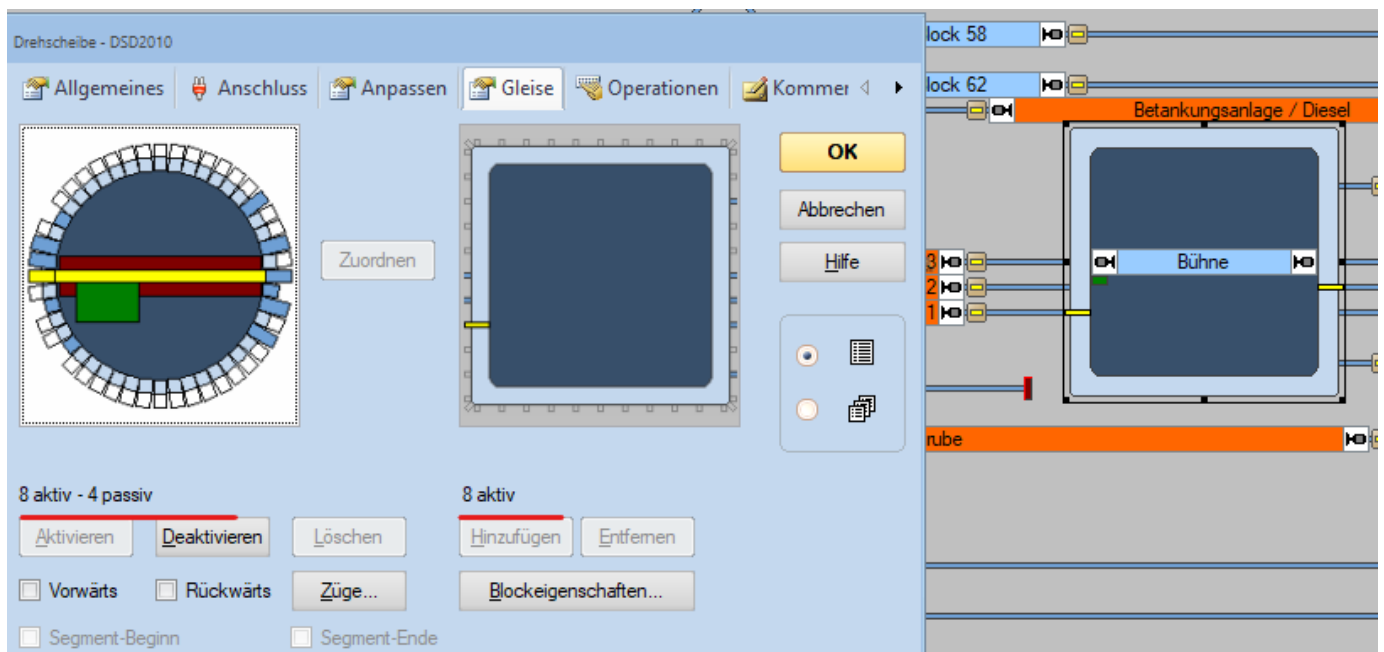 Drehscheibe - DSD2010
Allgemeines Anschluss Anpassen Gleise Operationen Kommer
Zuordnen
OK
Abbrechen
Hilfe
8 aktiv - 4 passiv
8 aktiv
Aktivieren Deaktivieren Löschen Hinzufügen Entfernen
Vorwärts Rückwärts Züge... Blockeigenschaften...
Segment-Beginn Segment-Ende
lock 58
lock 62
Betankungsanlage / Diesel
3
Bühne
2
1
rube